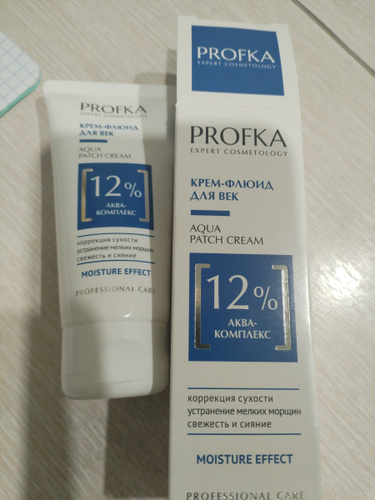 PROFKA
EXPERT COSMETOLOGY
КРЕМ-ФЛЮИД
ДЛЯ ВЕК
AQUA
PATCH CREAM
12%
АКВА-
КОМПЛЕКС
коррекция сухости
устранение мелких морщин
свежесть и сияние
MOISTURE EFFECT
PROFESSIONAL CARE
PROFKA
EXPERT COSMETOLOGY
PROFKA
EXPERT COSMETOLOGY
КРЕМ-ФЛЮИД
ДЛЯ ВЕК
AQUA
PATCH CREAM
12%
АКВА-
КОМПЛЕКС
коррекция сухости
устранение мелких морщин
свежесть и сияние
MOISTURE EFFECT
PROFESSIONAL CARE